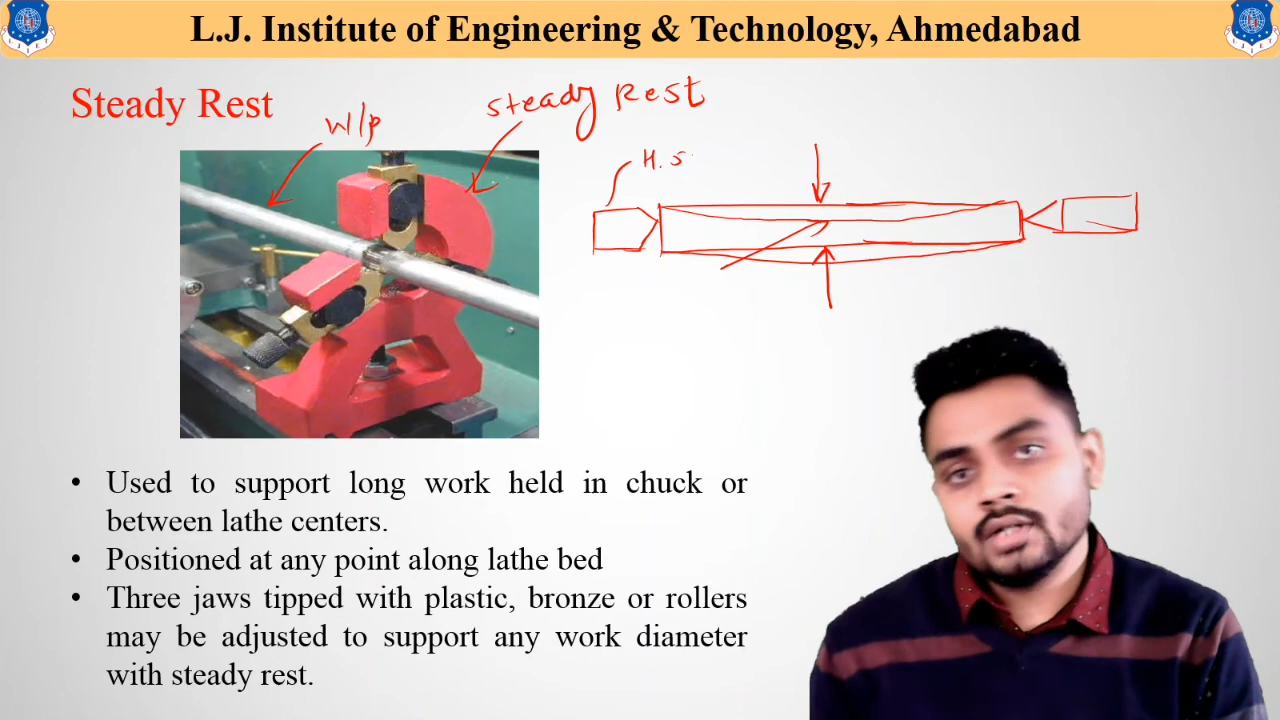 L.J. Institute of Engineering & Technology, Ahmedabad
Steady Rest
W/p
Steady Rest
H.S
• Used to support long work held in chuck or
between lathe centers.
• Positioned at any point along lathe bed
• Three jaws tipped with plastic, bronze or rollers
may be adjusted to support any work diameter
with steady rest.